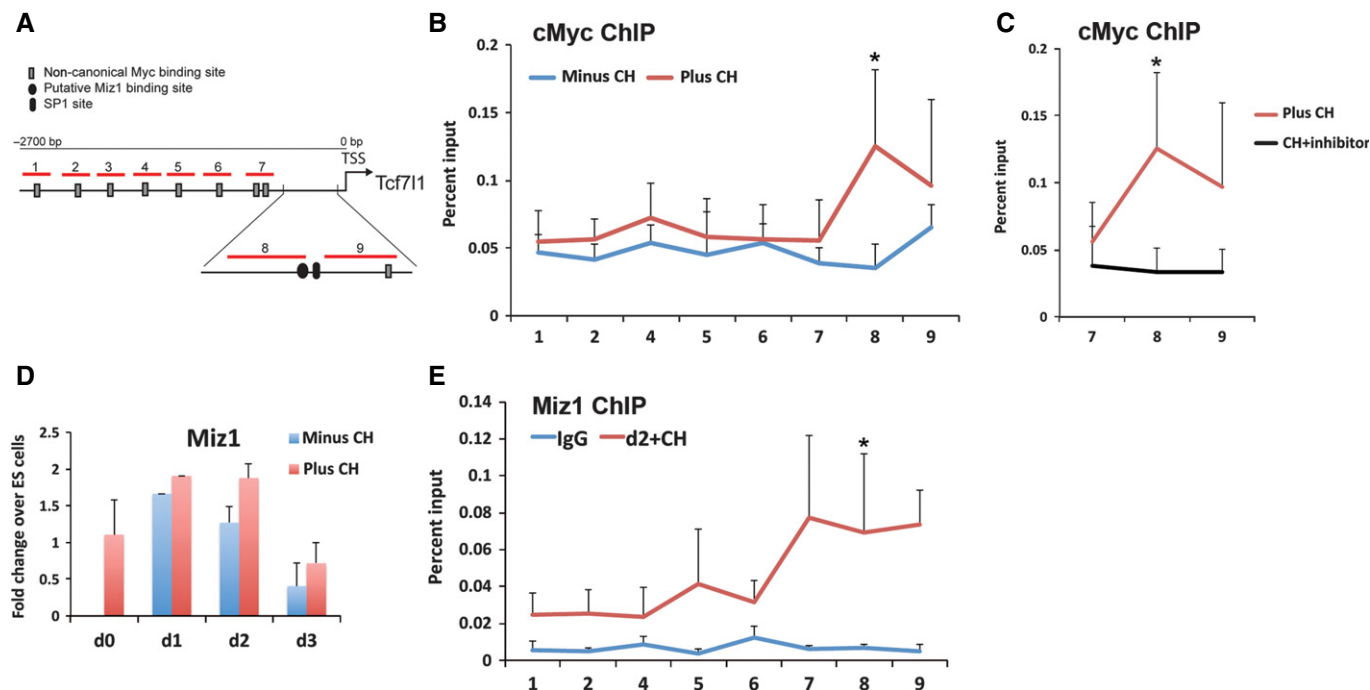 A
Non-canonical Myc binding site
Putative Miz1 binding site
SP1 site
−2700 bp
0 bp
TSS
1 2 3 4 5 6 7
Tcf7l1
8 9
B
cMyc ChIP
Minus CH Plus CH
Percent input
0.2
0.15
0.1
0.05
0
*
1 2 4 5 6 7 8 9
C
cMyc ChIP
Percent input
0.2
0.15
0.1
0.05
0
*
Plus CH
CH+inhibitor
7 8 9
D
Miz1
Minus CH
Plus CH
Fold change over ES cells
2.5
2
1.5
1
0.5
0
d0 d1 d2 d3
E
Miz1 ChIP
IgG d2+CH
Percent input
0.14
0.12
0.1
0.08
0.06
0.04
0.02
0
*
1 2 4 5 6 7 8 9